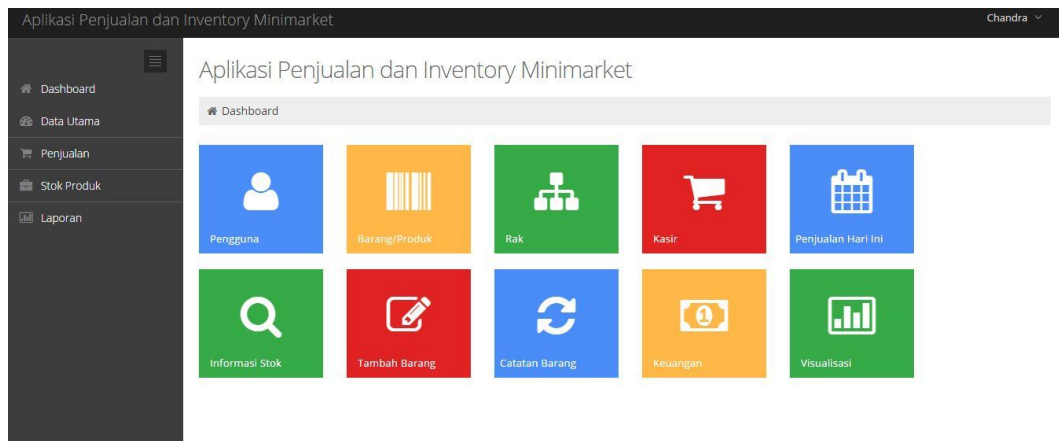 Aplikasi Penjualan dan Inventory Minimarket
Chandra
Dashboard
Data Utama
Penjualan
Stok Produk
Laporan
Aplikasi Penjualan dan Inventory Minimarket
Dashboard
Pengguna
Barang/Produk
Rak
Kasir
Penjualan Hari Ini
Informasi Stok
Tambah Barang
Catatan Barang
Keuangan
Visualisasi